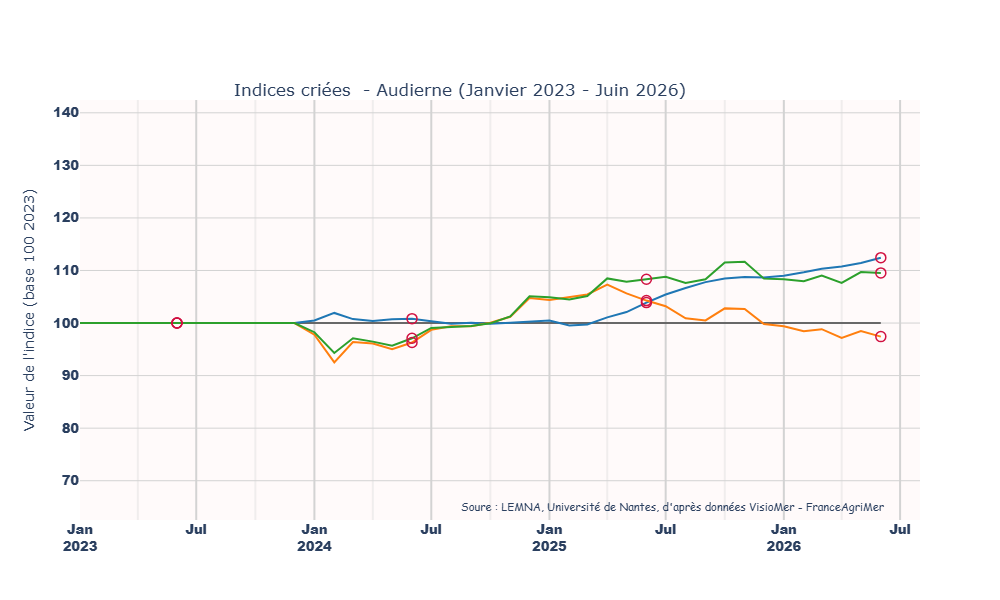 Indices criées  - Audierne (Janvier 2023 - Juin 2026)
Valeur de l'indice (base 100 2023)
140
130
120
110
100
90
80
70
Soure : LEMNA, Université de Nantes, d'après données VisioMer - FranceAgriMer
Jan Jul Jan Jul Jan Jul Jan Jul
2023 2024 2025 2026